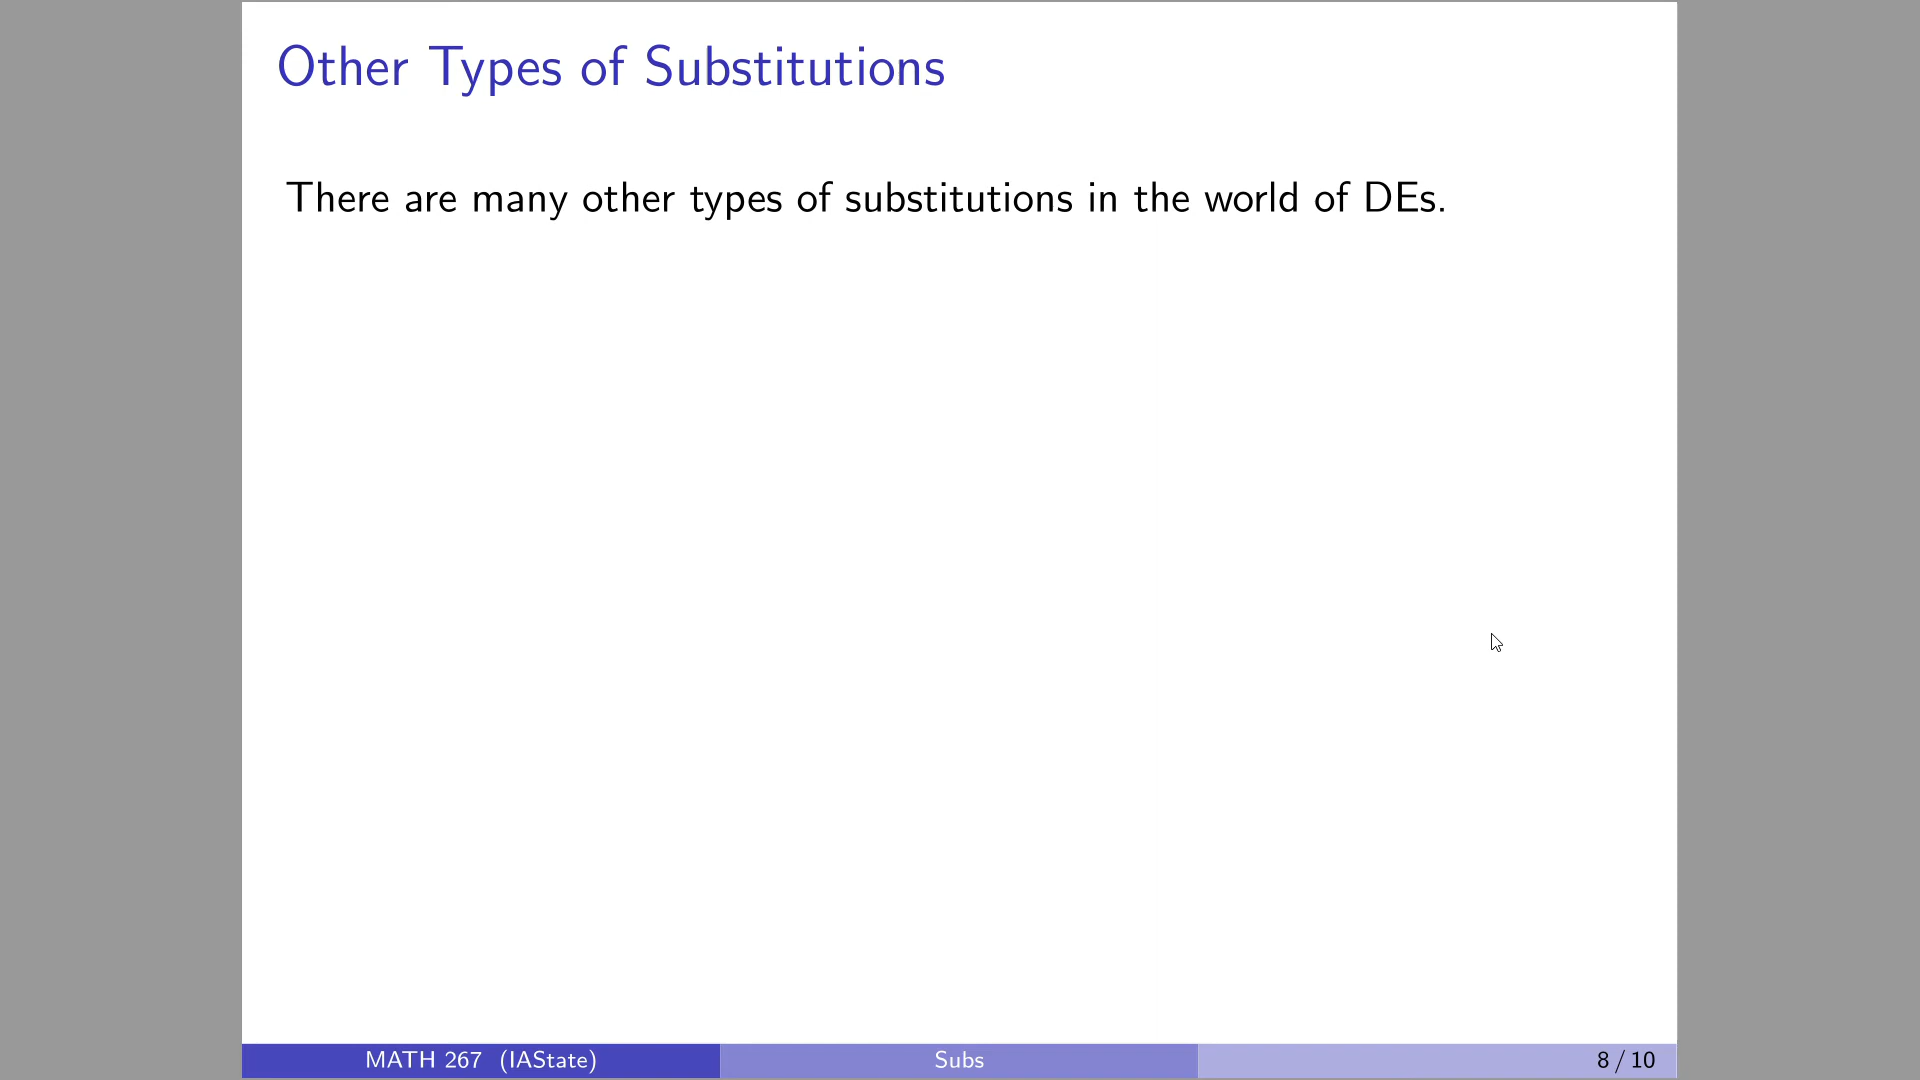 Other Types of Substitutions
There are many other types of substitutions in the world of DEs.
MATH 267 (IAState)
Subs
8 / 10